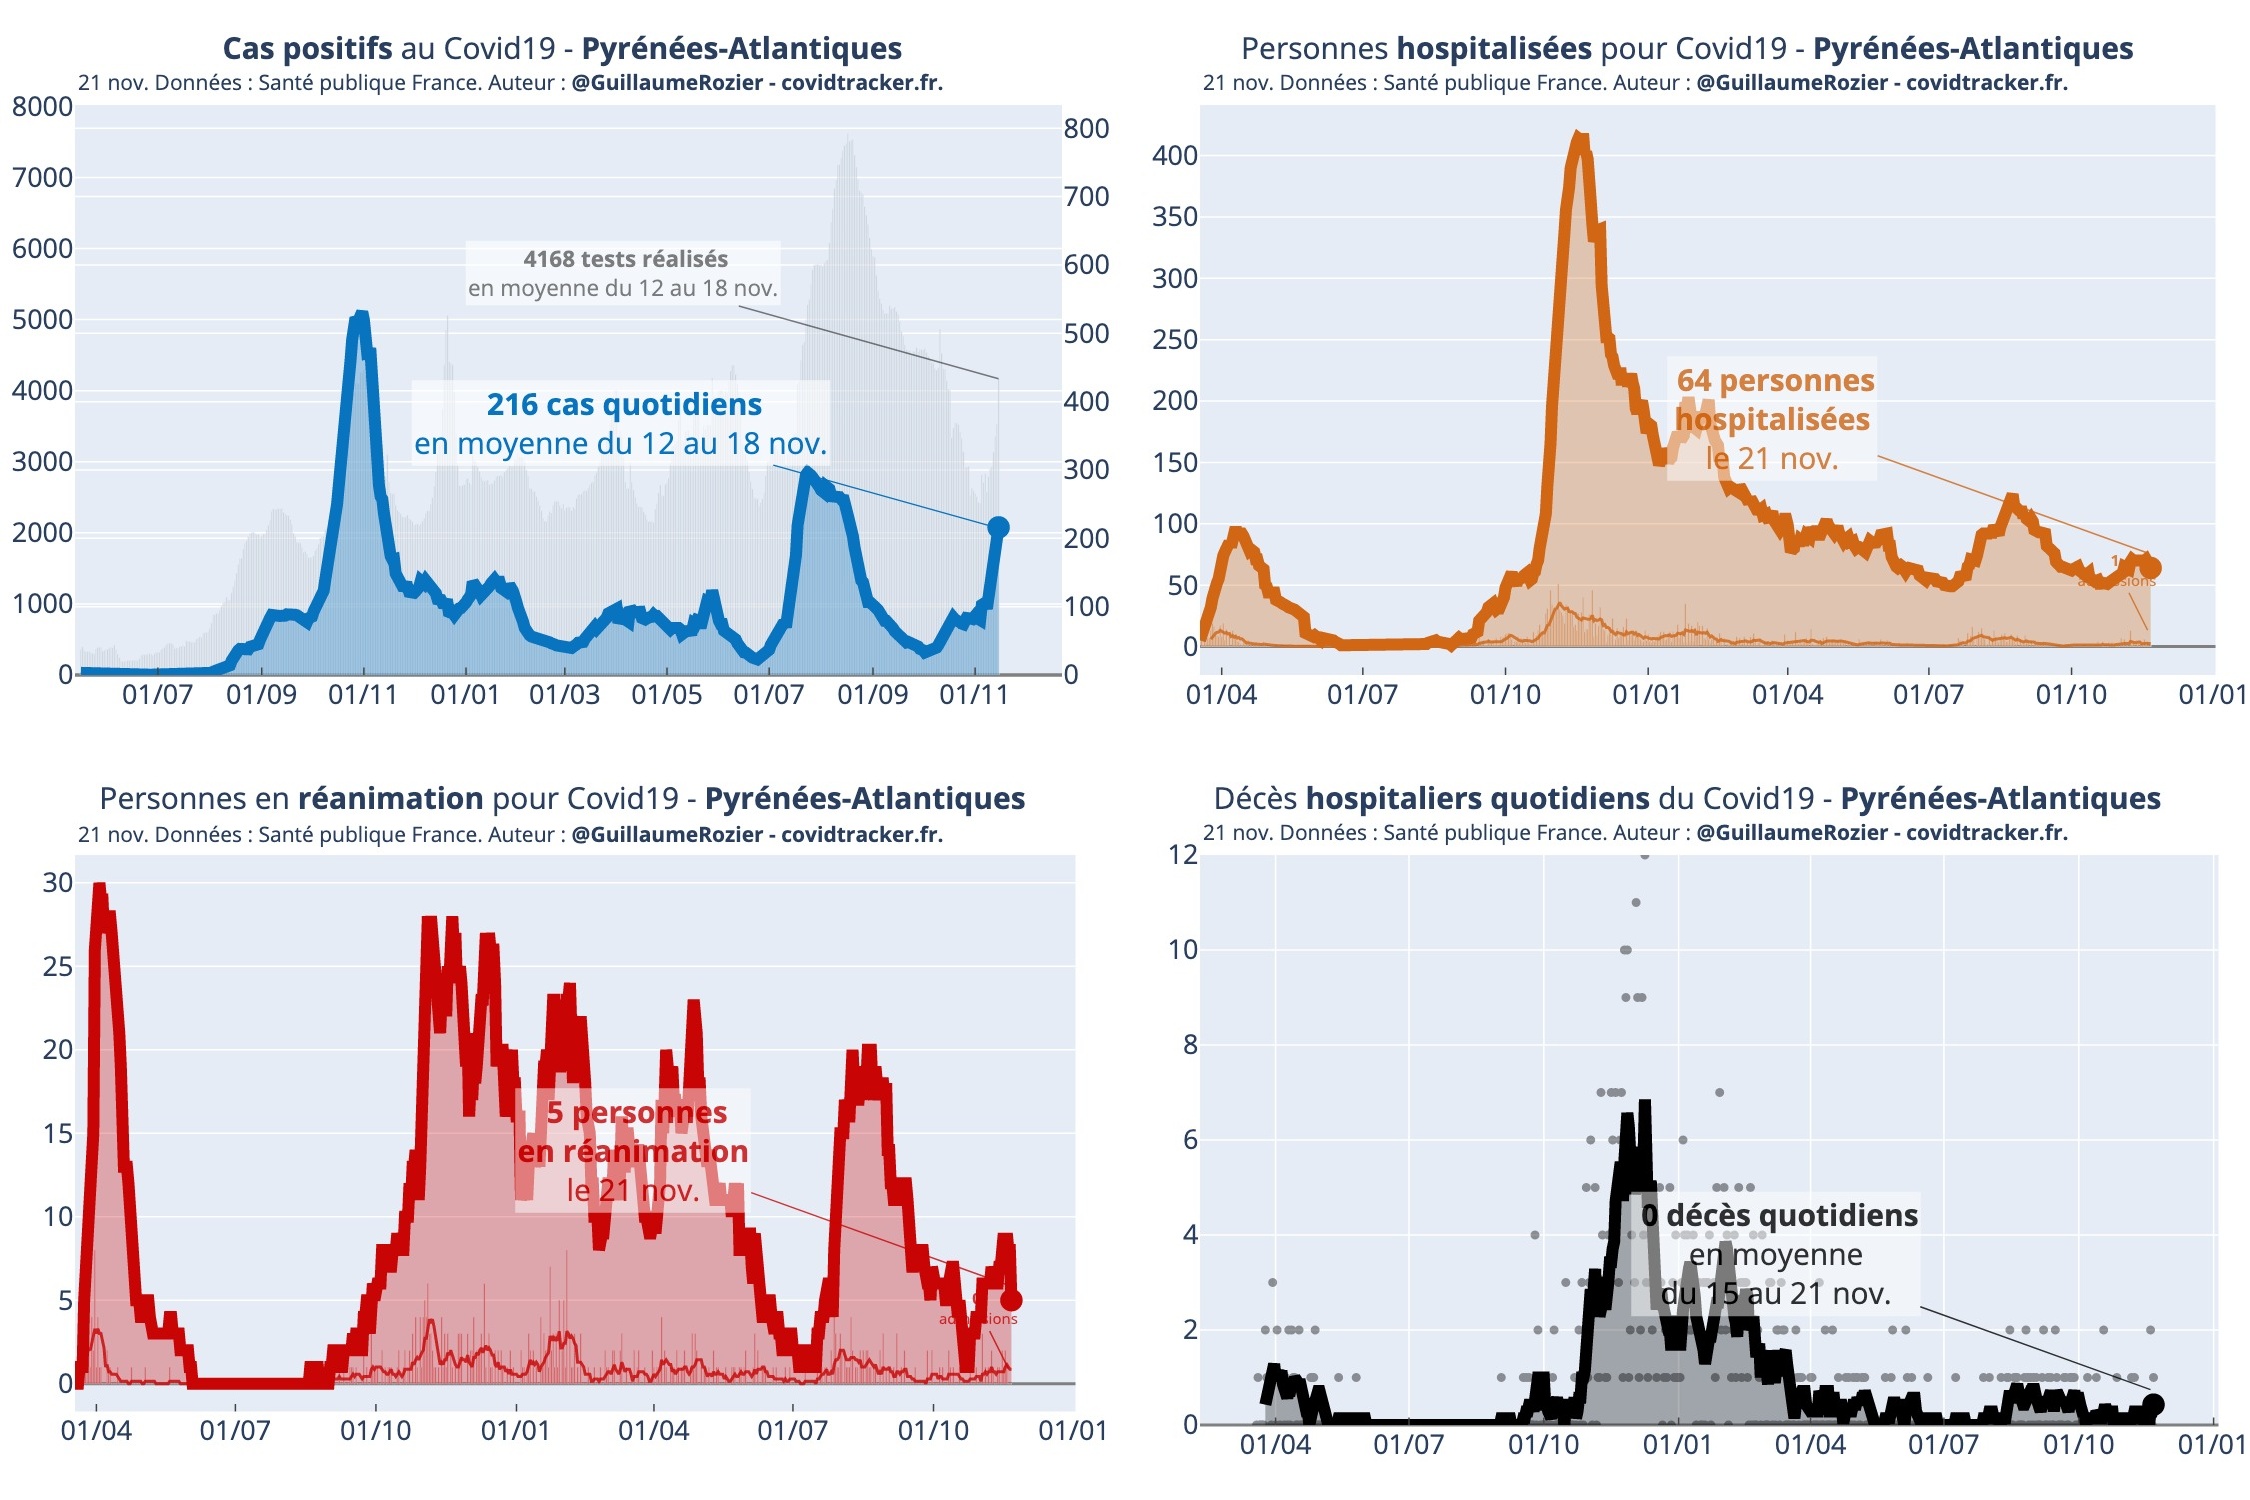 Cas positifs au Covid19 - Pyrénées-Atlantiques
21 nov. Données : Santé publique France. Auteur : @GuillaumeRozier - covidtracker.fr.
8000
7000
6000
5000
4000
3000
2000
1000
0
800
700
600
500
400
300
200
100
0
4168 tests réalisés
en moyenne du 12 au 18 nov.
216 cas quotidiens
en moyenne du 12 au 18 nov.
01/07 01/09 01/11 01/01 01/03 01/05 01/07 01/09 01/11
Personnes hospitalisées pour Covid19 - Pyrénées-Atlantiques
21 nov. Données : Santé publique France. Auteur : @GuillaumeRozier - covidtracker.fr.
400
350
300
250
200
150
100
50
0
64 personnes
hospitalisées
le 21 nov.
01/04 01/07 01/10 01/01 01/04 01/07 01/10 01/01
Personnes en réanimation pour Covid19 - Pyrénées-Atlantiques
21 nov. Données : Santé publique France. Auteur : @GuillaumeRozier - covidtracker.fr.
30
25
20
15
10
5
0
5 personnes
en réanimation
le 21 nov.
01/04 01/07 01/10 01/01 01/04 01/07 01/10 01/01
Décès hospitaliers quotidiens du Covid19 - Pyrénées-Atlantiques
21 nov. Données : Santé publique France. Auteur : @GuillaumeRozier - covidtracker.fr.
12
10
8
6
4
2
0
0 décès quotidiens
en moyenne
du 15 au 21 nov.
01/04 01/07 01/10 01/01 01/04 01/07 01/10 01/01